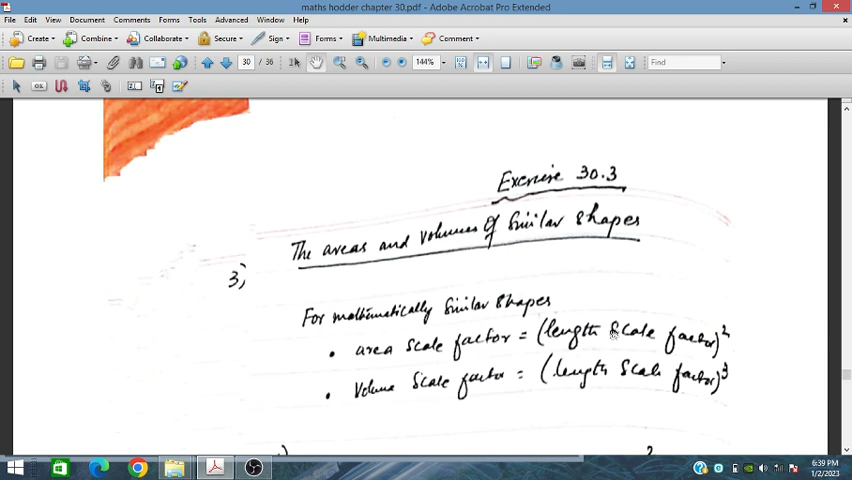 maths hodder chapter 30.pdf - Adobe Acrobat Pro Extended
File Edit View Document Comments Forms Tools Advanced Window Help
Create Combine Collaborate Secure Sign Forms Multimedia Comment
30 / 36 144% Find
Exercise 30.3
The areas and volumes of similar shapes
3)
For mathematically similar shapes
• area scale factor = (length scale factor)²
• Volume scale factor = (length scale factor)³
6:39 PM
1/2/2023